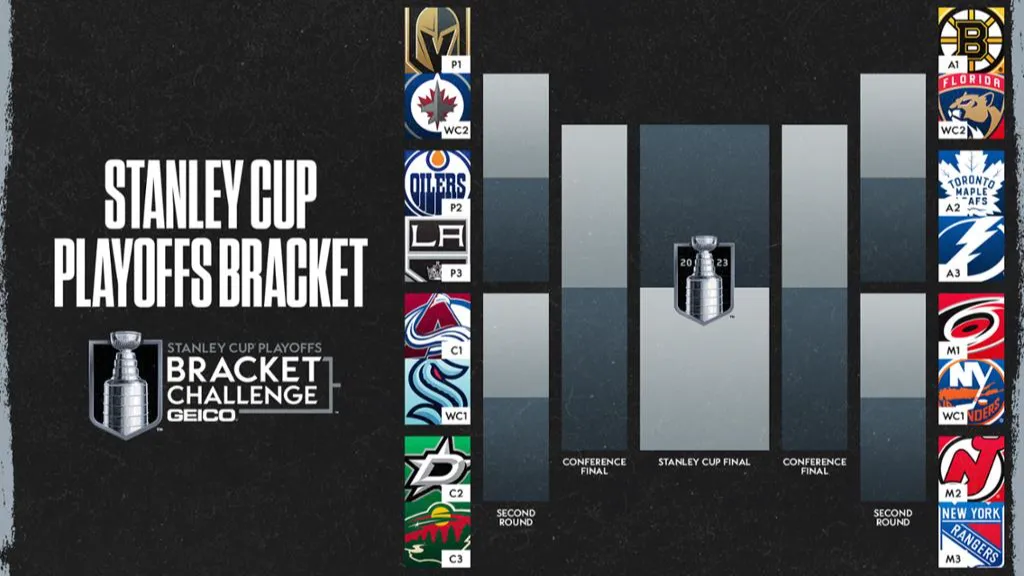 STANLEY CUP
PLAYOFFS BRACKET
STANLEY CUP PLAYOFFS
BRACKET
CHALLENGE
GEICO
P1
WC2
OILERS
P2
LA
P3
C1
WC1
C2
C3
SECOND
ROUND
CONFERENCE
FINAL
20 23
STANLEY CUP FINAL
CONFERENCE
FINAL
SECOND
ROUND
B
A1
FLORIDA
WC2
TORONTO
MAPLE
AFS
A2
A3
M1
NY
WC1
NDERS
M2
NEW YORK
RANGERS
M3